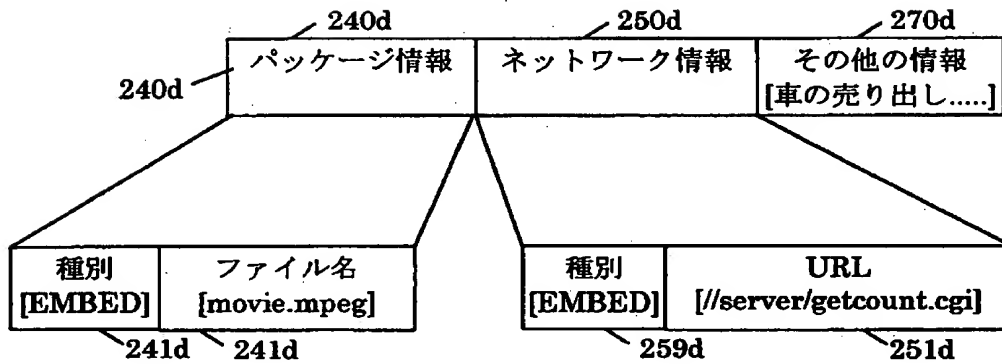 240d
250d
270d
240d
パッケージ情報
ネットワーク情報
その他の情報
[車の売り出し.....]
種別
[EMBED]
ファイル名
[movie.mpeg]
種別
[EMBED]
URL
[//server/getcount.cgi]
241d
241d
259d
251d